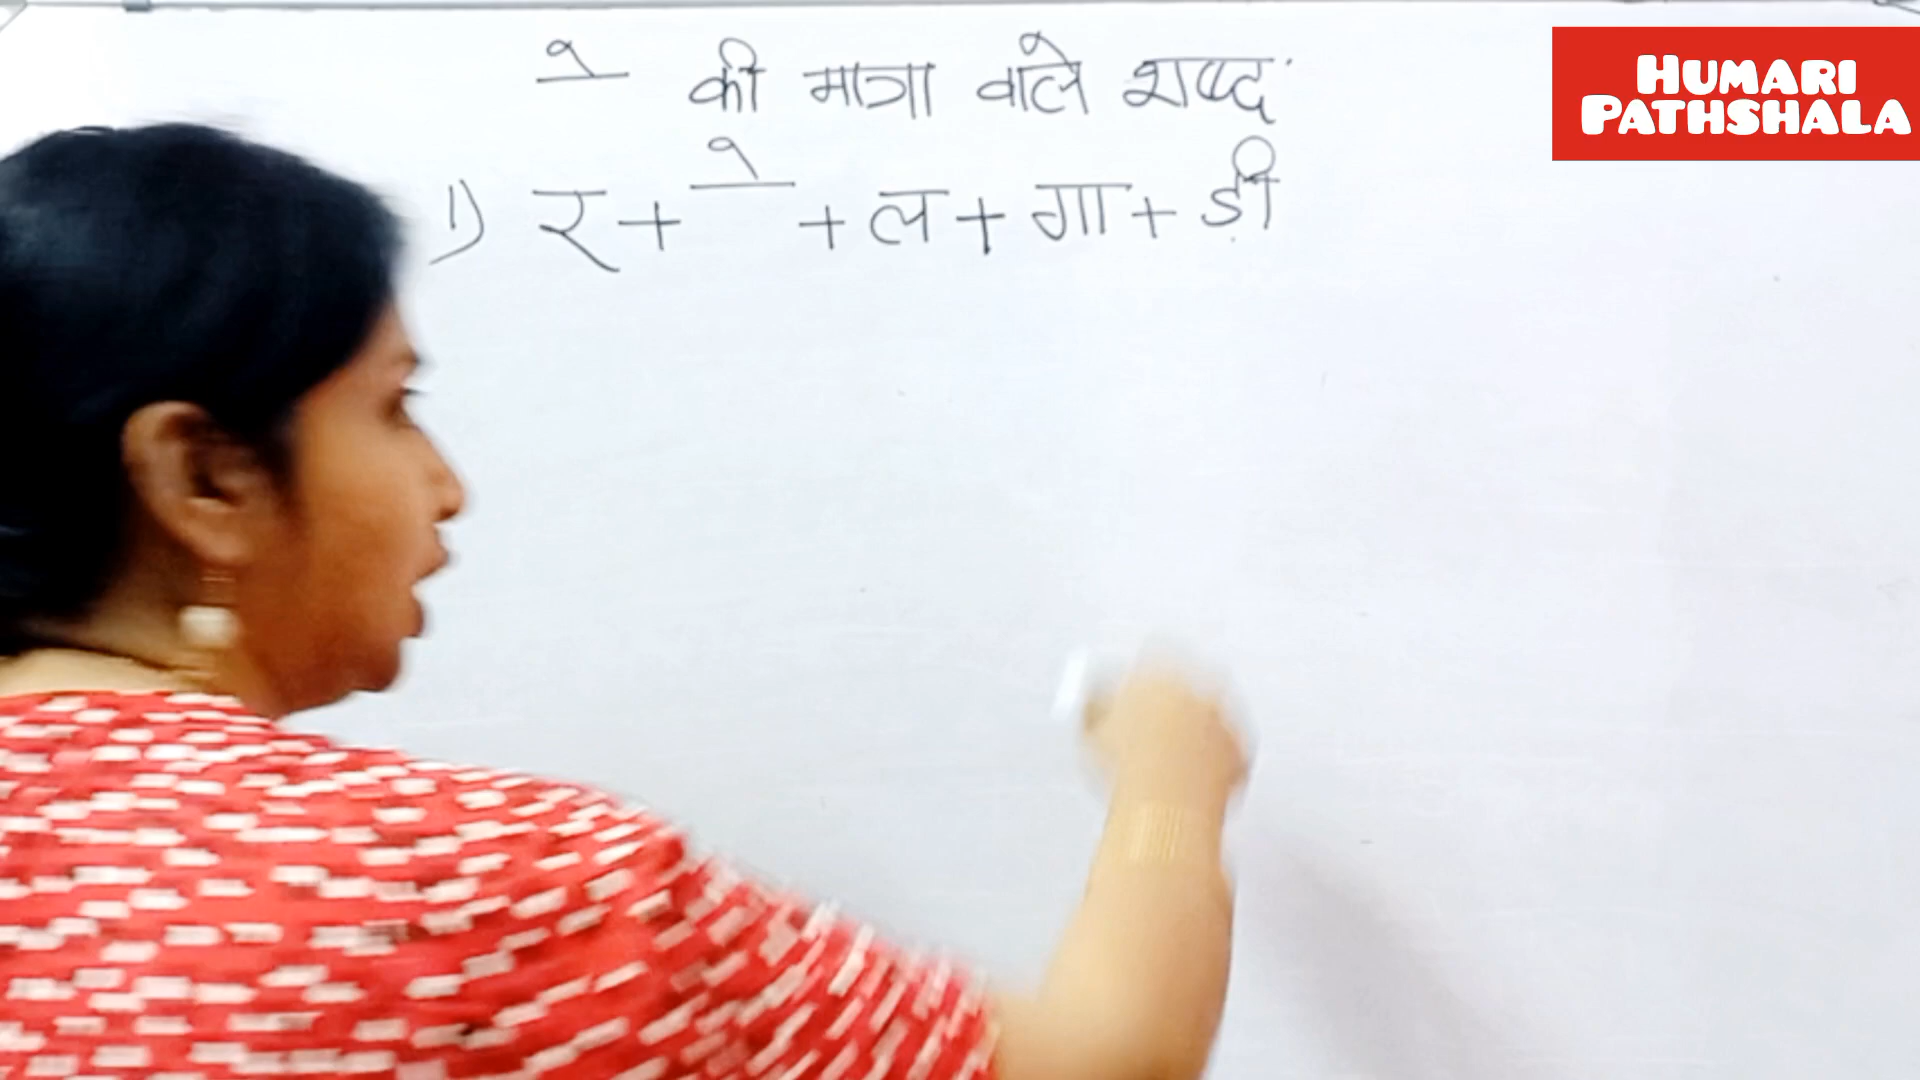 े की मात्रा वाले शब्द
1) र + े + ल + गा + ड़ी
HUMARI
PATHSHALA